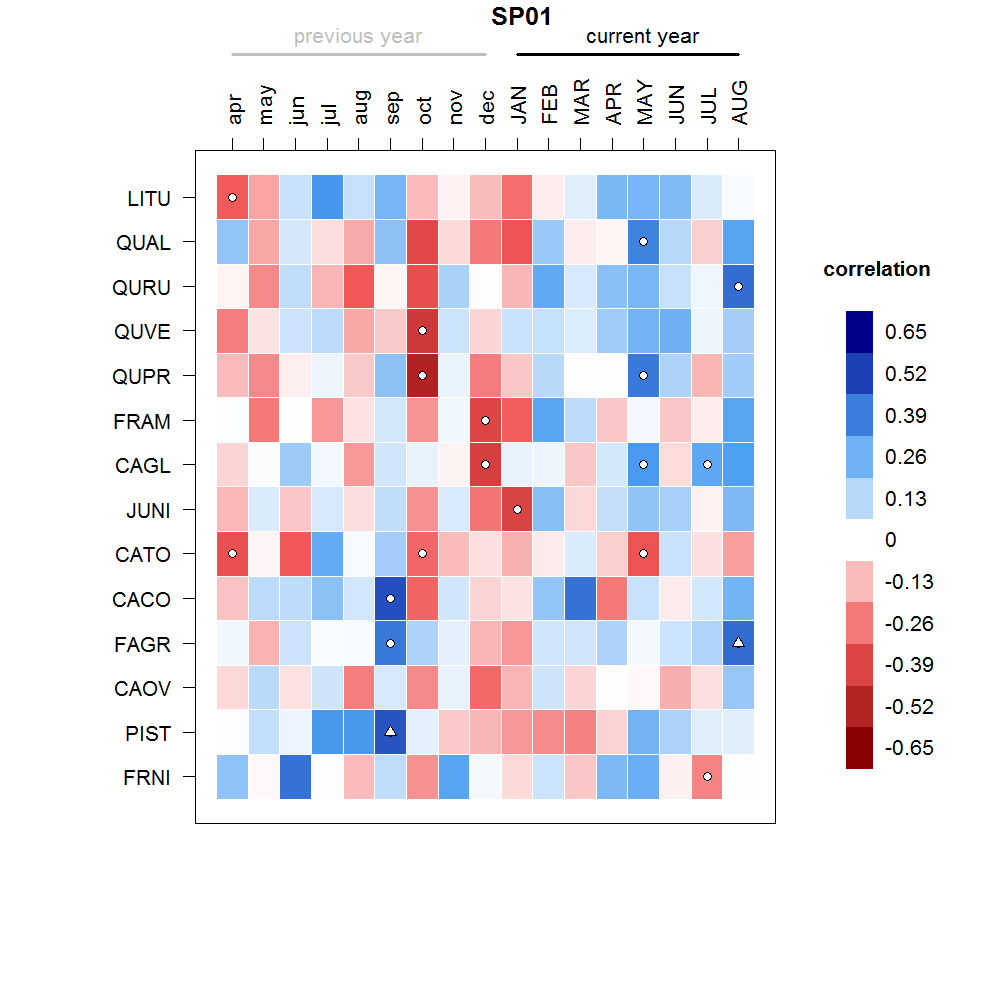 SP01
previous year
current year
apr
may
jun
jul
aug
sep
oct
nov
dec
JAN
FEB
MAR
APR
MAY
JUN
JUL
AUG
LITU
QUAL
QURU
QUVE
QUPR
FRAM
CAGL
JUNI
CATO
CACO
FAGR
CAOV
PIST
FRNI
correlation
0.65
0.52
0.39
0.26
0.13
0
-0.13
-0.26
-0.39
-0.52
-0.65